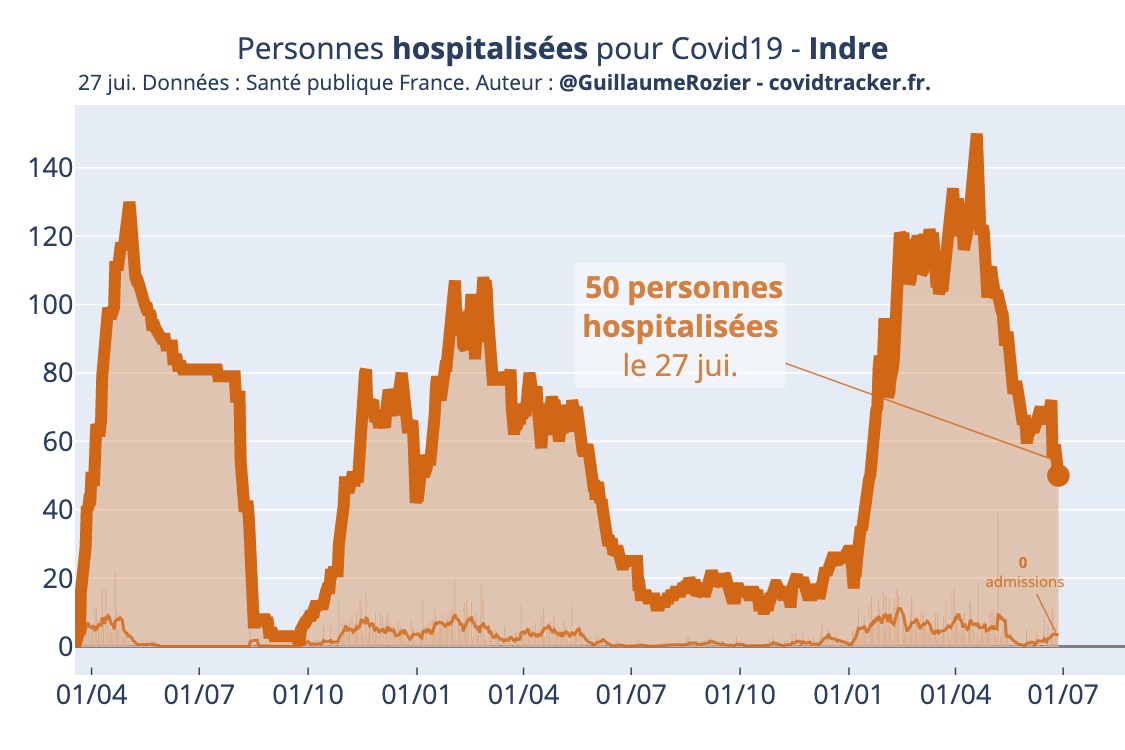 Personnes hospitalisées pour Covid19 - Indre
27 jui. Données : Santé publique France. Auteur : @GuillaumeRozier - covidtracker.fr.
140
120
100
80
60
40
20
0
50 personnes
hospitalisées
le 27 jui.
0
admissions
01/04 01/07 01/10 01/01 01/04 01/07 01/10 01/01 01/04 01/07